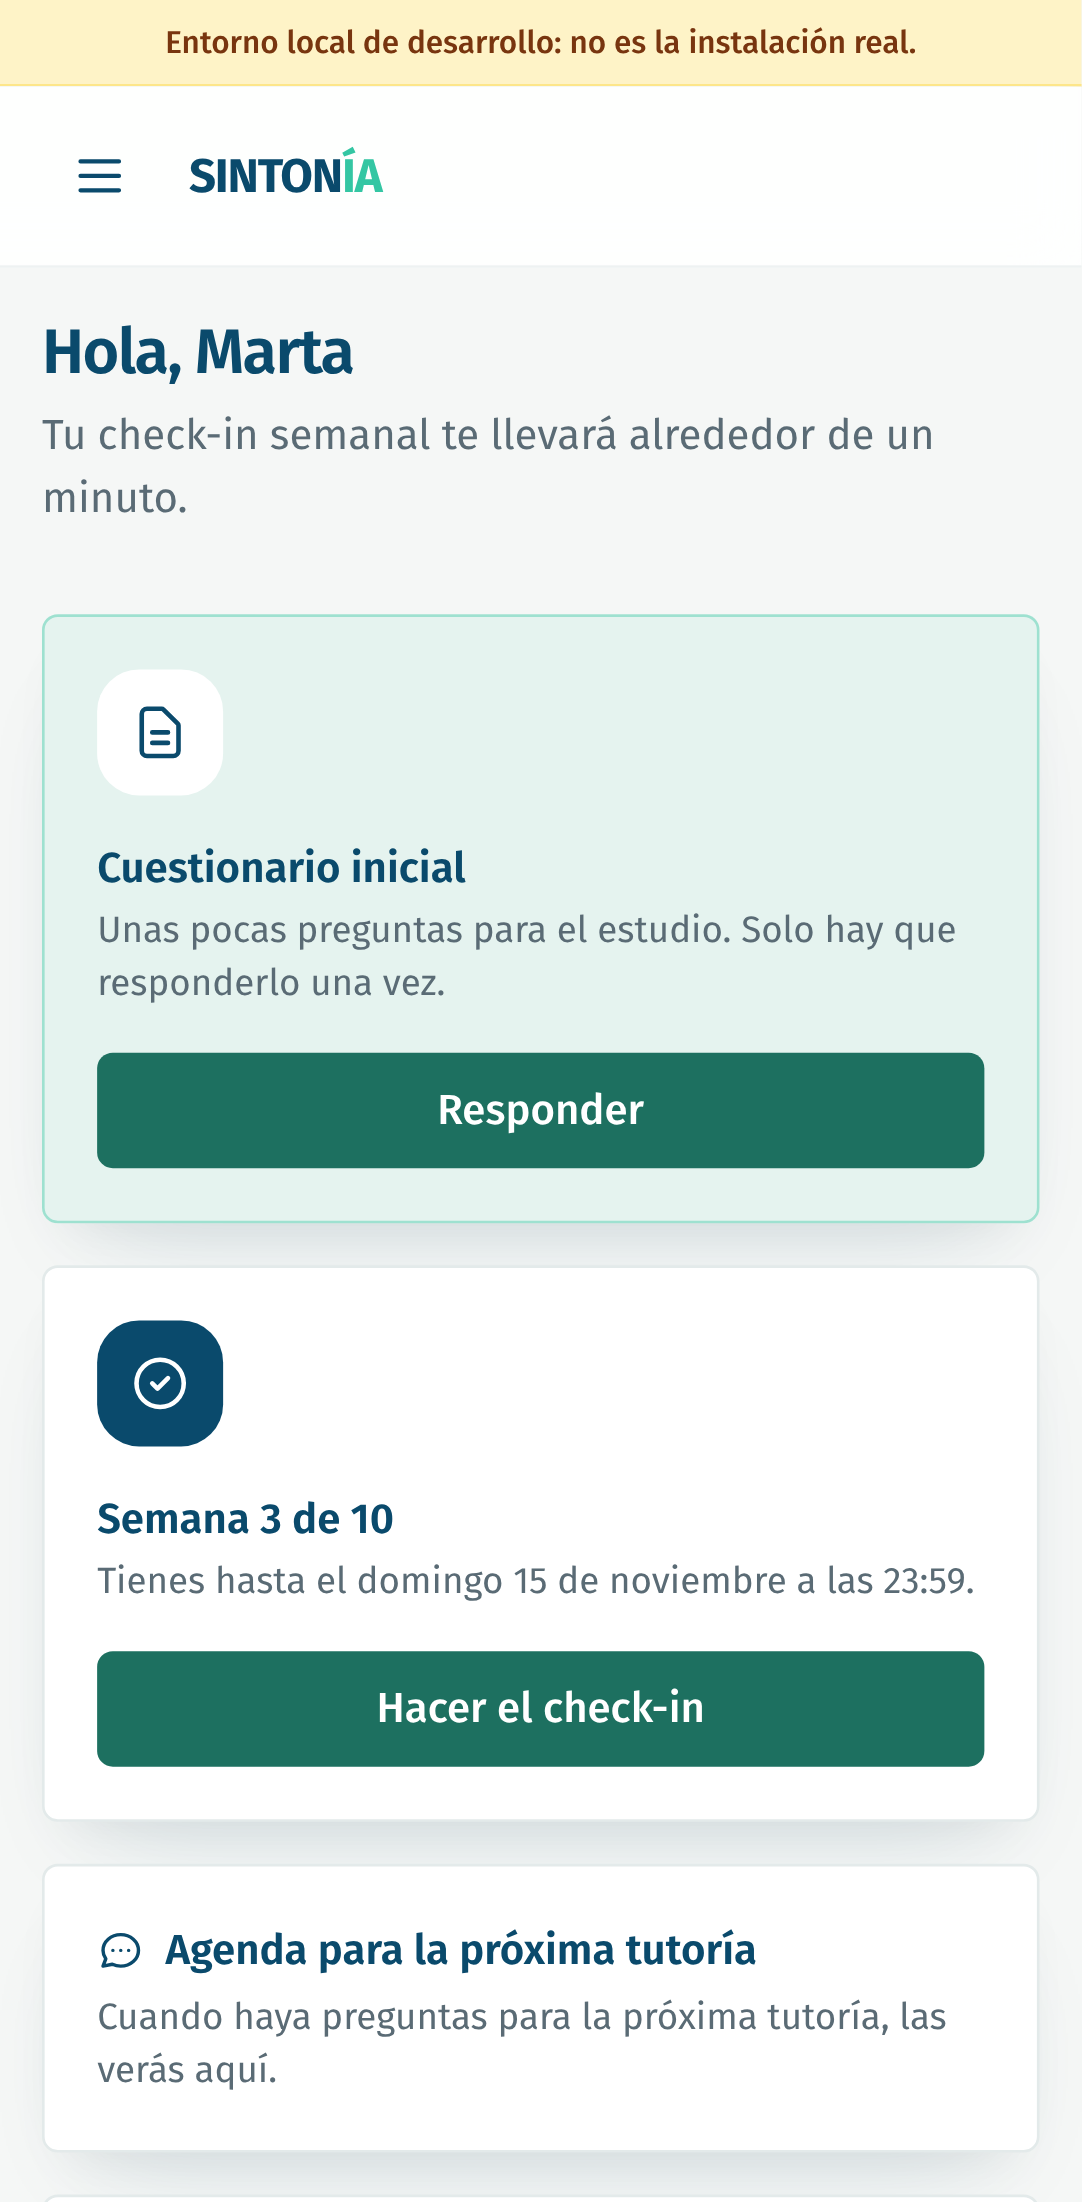 Entorno local de desarrollo: no es la instalación real.
SINTONÍA
Hola, Marta
Tu check-in semanal te llevará alrededor de un
minuto.
Cuestionario inicial
Unas pocas preguntas para el estudio. Solo hay que
responderlo una vez.
Responder
Semana 3 de 10
Tienes hasta el domingo 15 de noviembre a las 23:59.
Hacer el check-in
Agenda para la próxima tutoría
Cuando haya preguntas para la próxima tutoría, las
verás aquí.